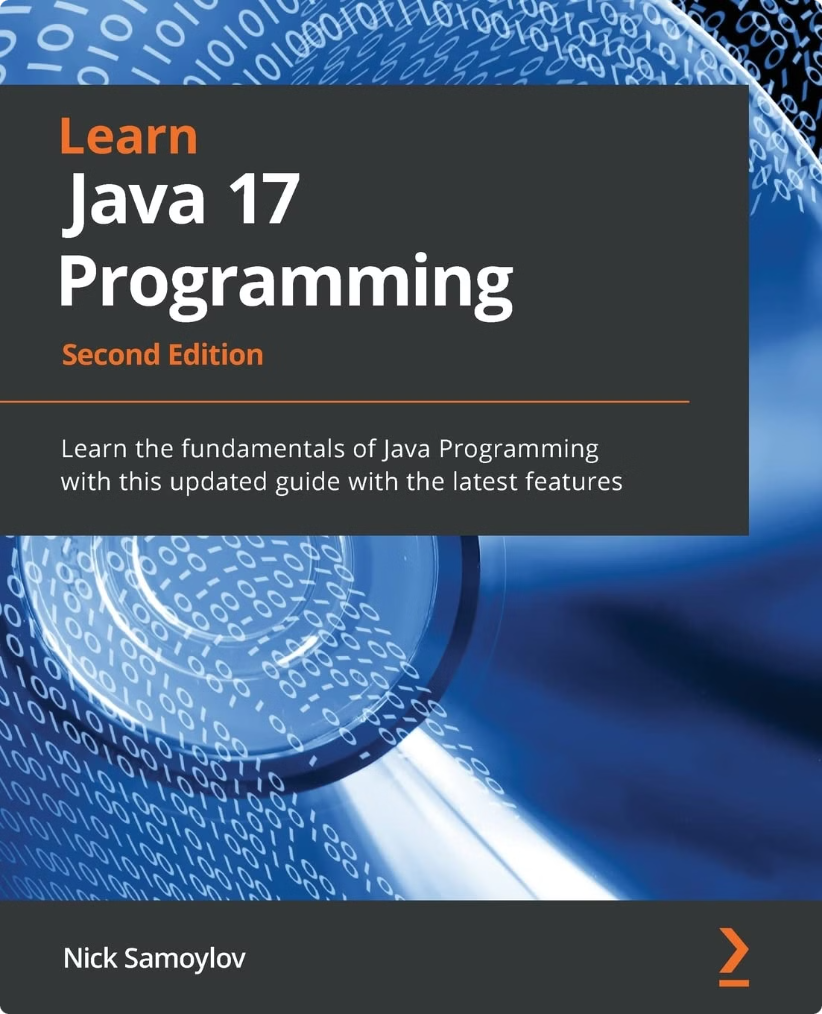 Learn
Java 17
Programming
Second Edition
Learn the fundamentals of Java Programming
with this updated guide with the latest features
Nick Samoylov